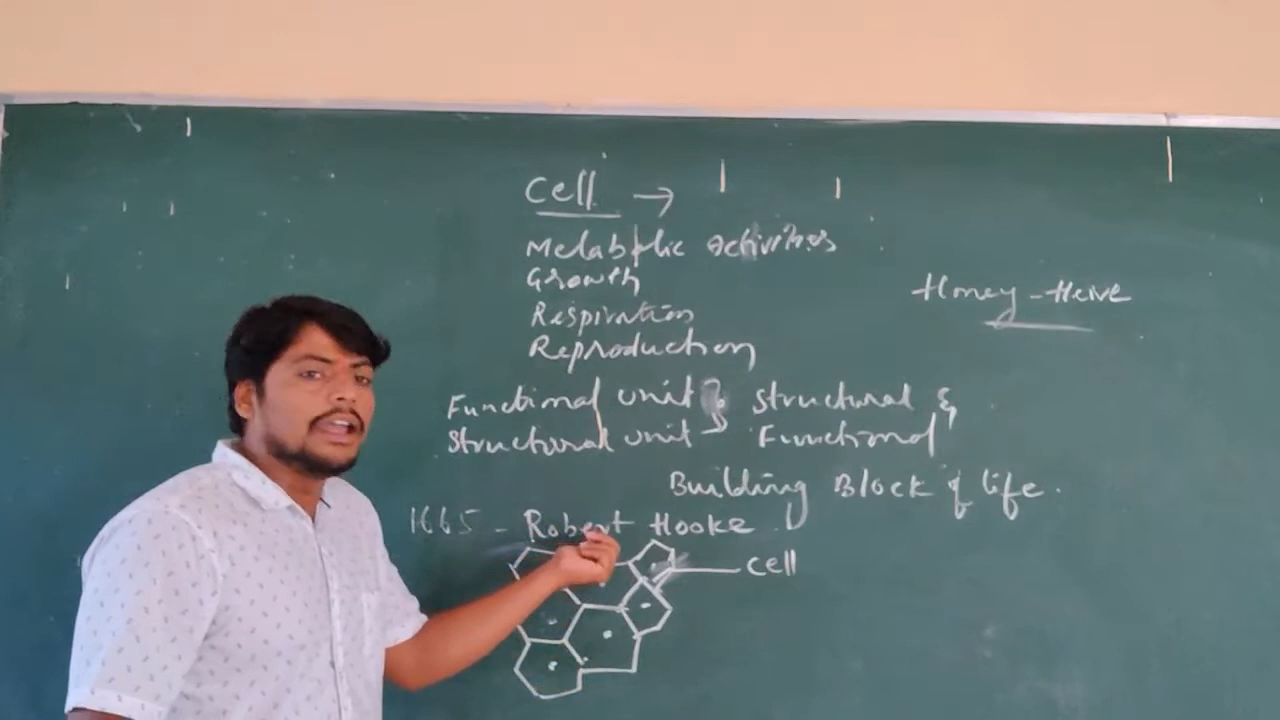 Cell →
Metabolic activities
Growth
Respiration
Reproduction
Honey-Heive
Functional unit & structural &
structural unit Functional
Building Block of life.
1665 - Robert Hooke
cell